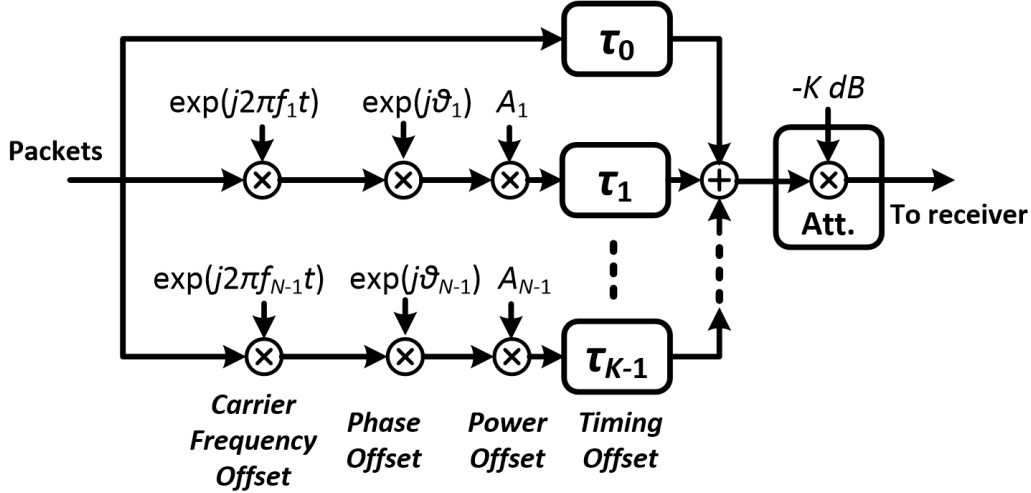 τ0
-K dB
exp(j2πf1t)
exp(jϑ1)
A1
Packets
τ1
Att.
To receiver
exp(j2πfN-1t)
exp(jϑN-1)
AN-1
τK-1
Carrier
Frequency
Offset
Phase
Offset
Power
Offset
Timing
Offset